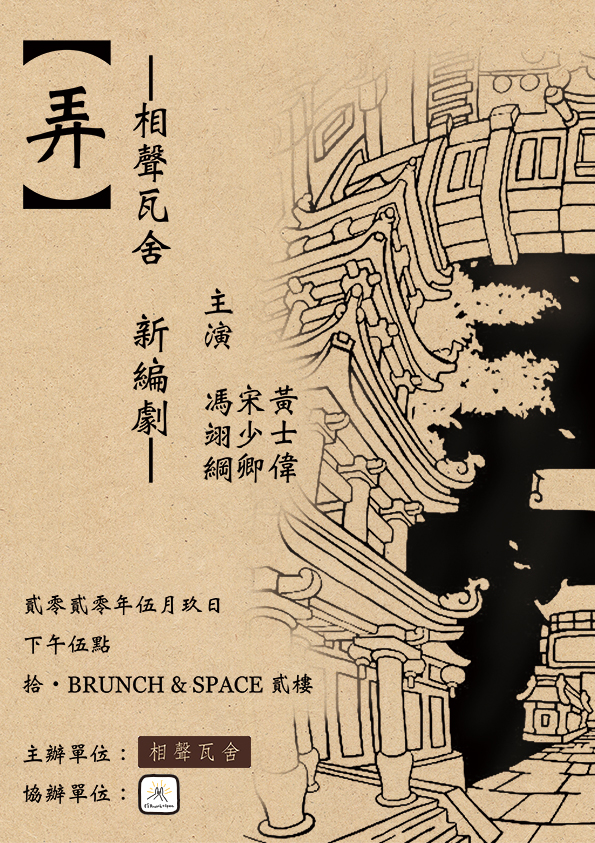 【弄】
—相聲瓦舍 新編劇—
主演
黃士偉
宋少卿
馮翊綱
貳零貳零年伍月玖日
下午伍點
拾・BRUNCH & SPACE 貳樓
主辦單位：相聲瓦舍
協辦單位：